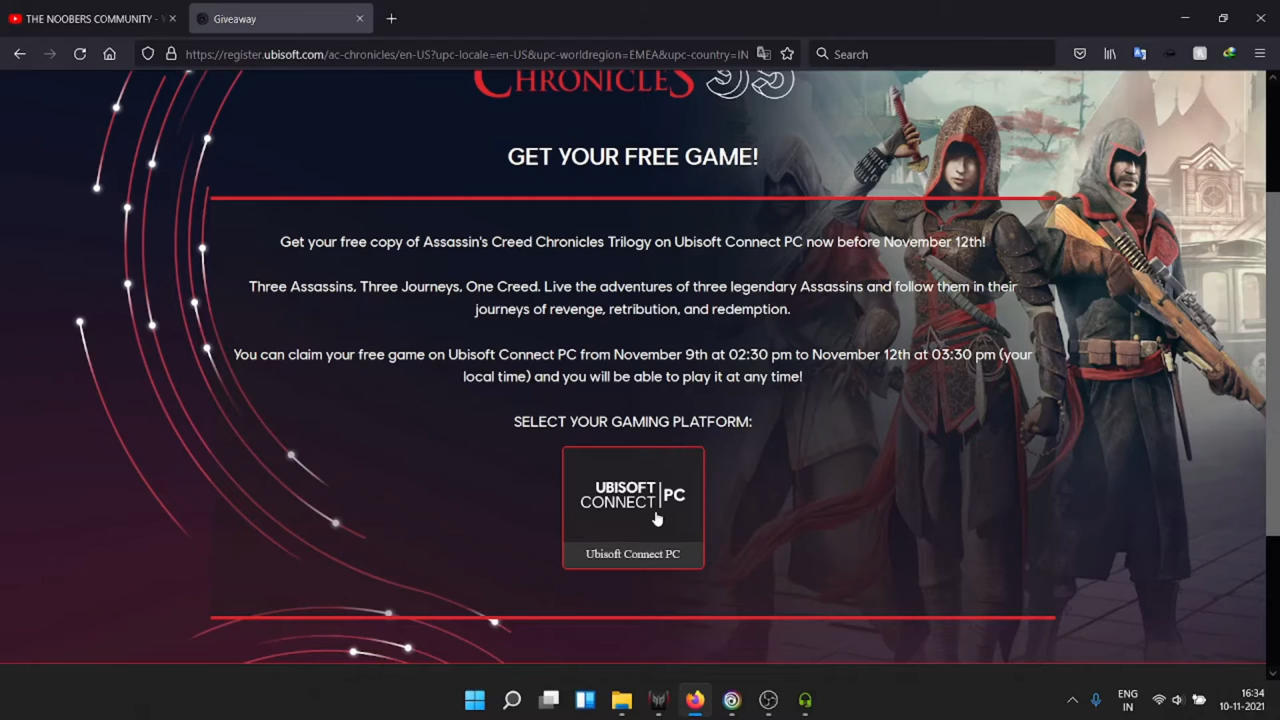 THE NOOBERS COMMUNITY -
Giveaway
https://register.ubisoft.com/ac-chronicles/en-US?upc-locale=en-US&upc-worldregion=EMEA&upc-country=IN
Search
CHRONICLES
GET YOUR FREE GAME!
Get your free copy of Assassin's Creed Chronicles Trilogy on Ubisoft Connect PC now before November 12th!
Three Assassins, Three Journeys, One Creed. Live the adventures of three legendary Assassins and follow them in their
journeys of revenge, retribution, and redemption.
You can claim your free game on Ubisoft Connect PC from November 9th at 02:30 pm to November 12th at 03:30 pm (your
local time) and you will be able to play it at any time!
SELECT YOUR GAMING PLATFORM:
UBISOFT
CONNECT | PC
Ubisoft Connect PC
ENG
IN
16:34
10-11-2021